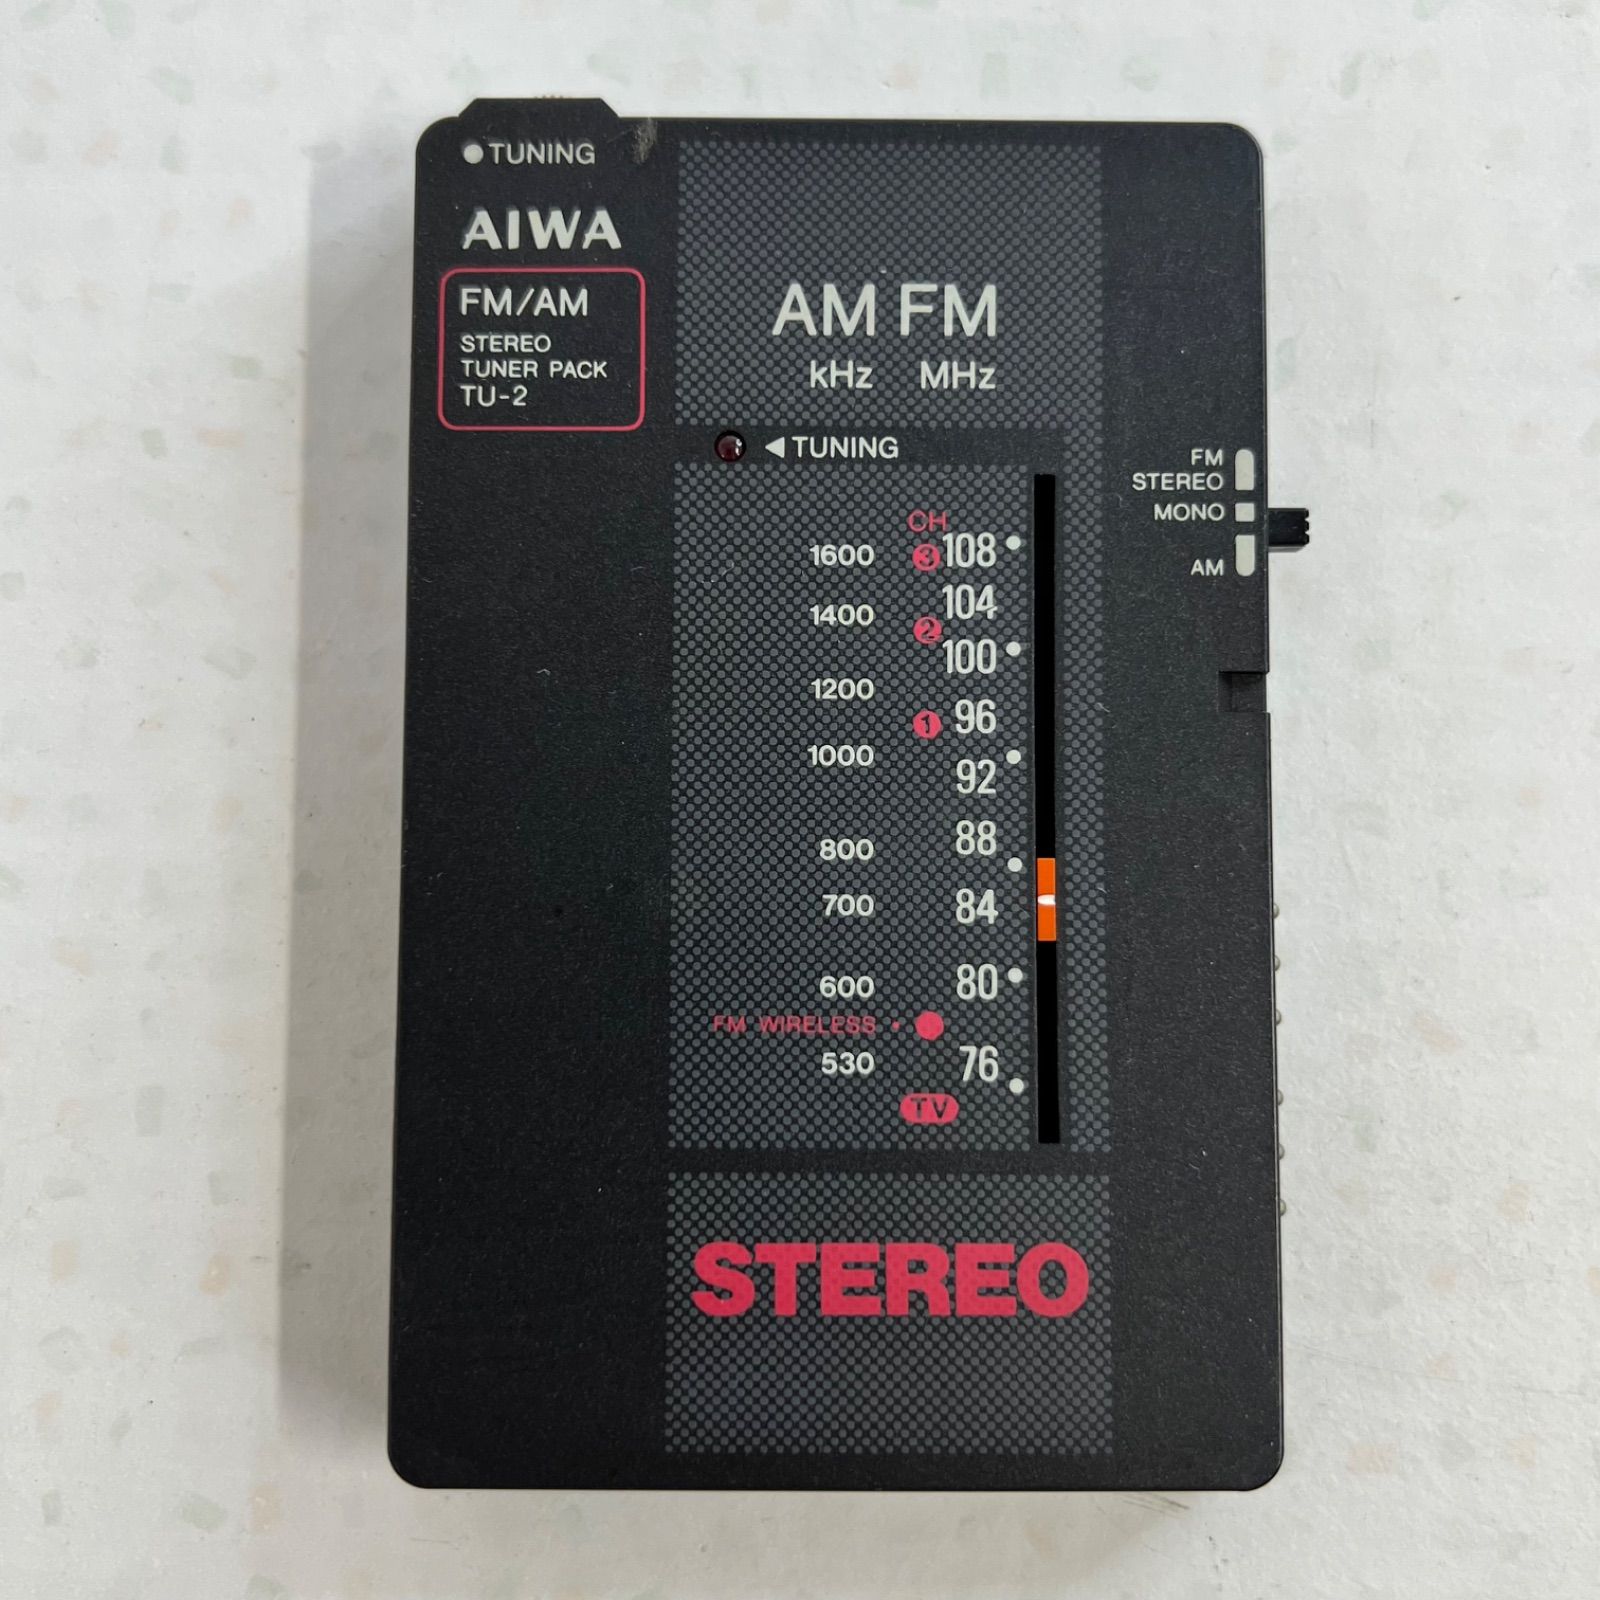 TUNING
AIWA
FM/AM
STEREO
TUNER PACK
TU-2
AM FM
kHz MHz
◀ TUNING
FM
STEREO
MONO
AM
CH
1600 3 108
104
1400 2
100
1200
1 96
1000
92
88
800
700 84
600 80
FM WIRELESS •
530 76
TV
STEREO